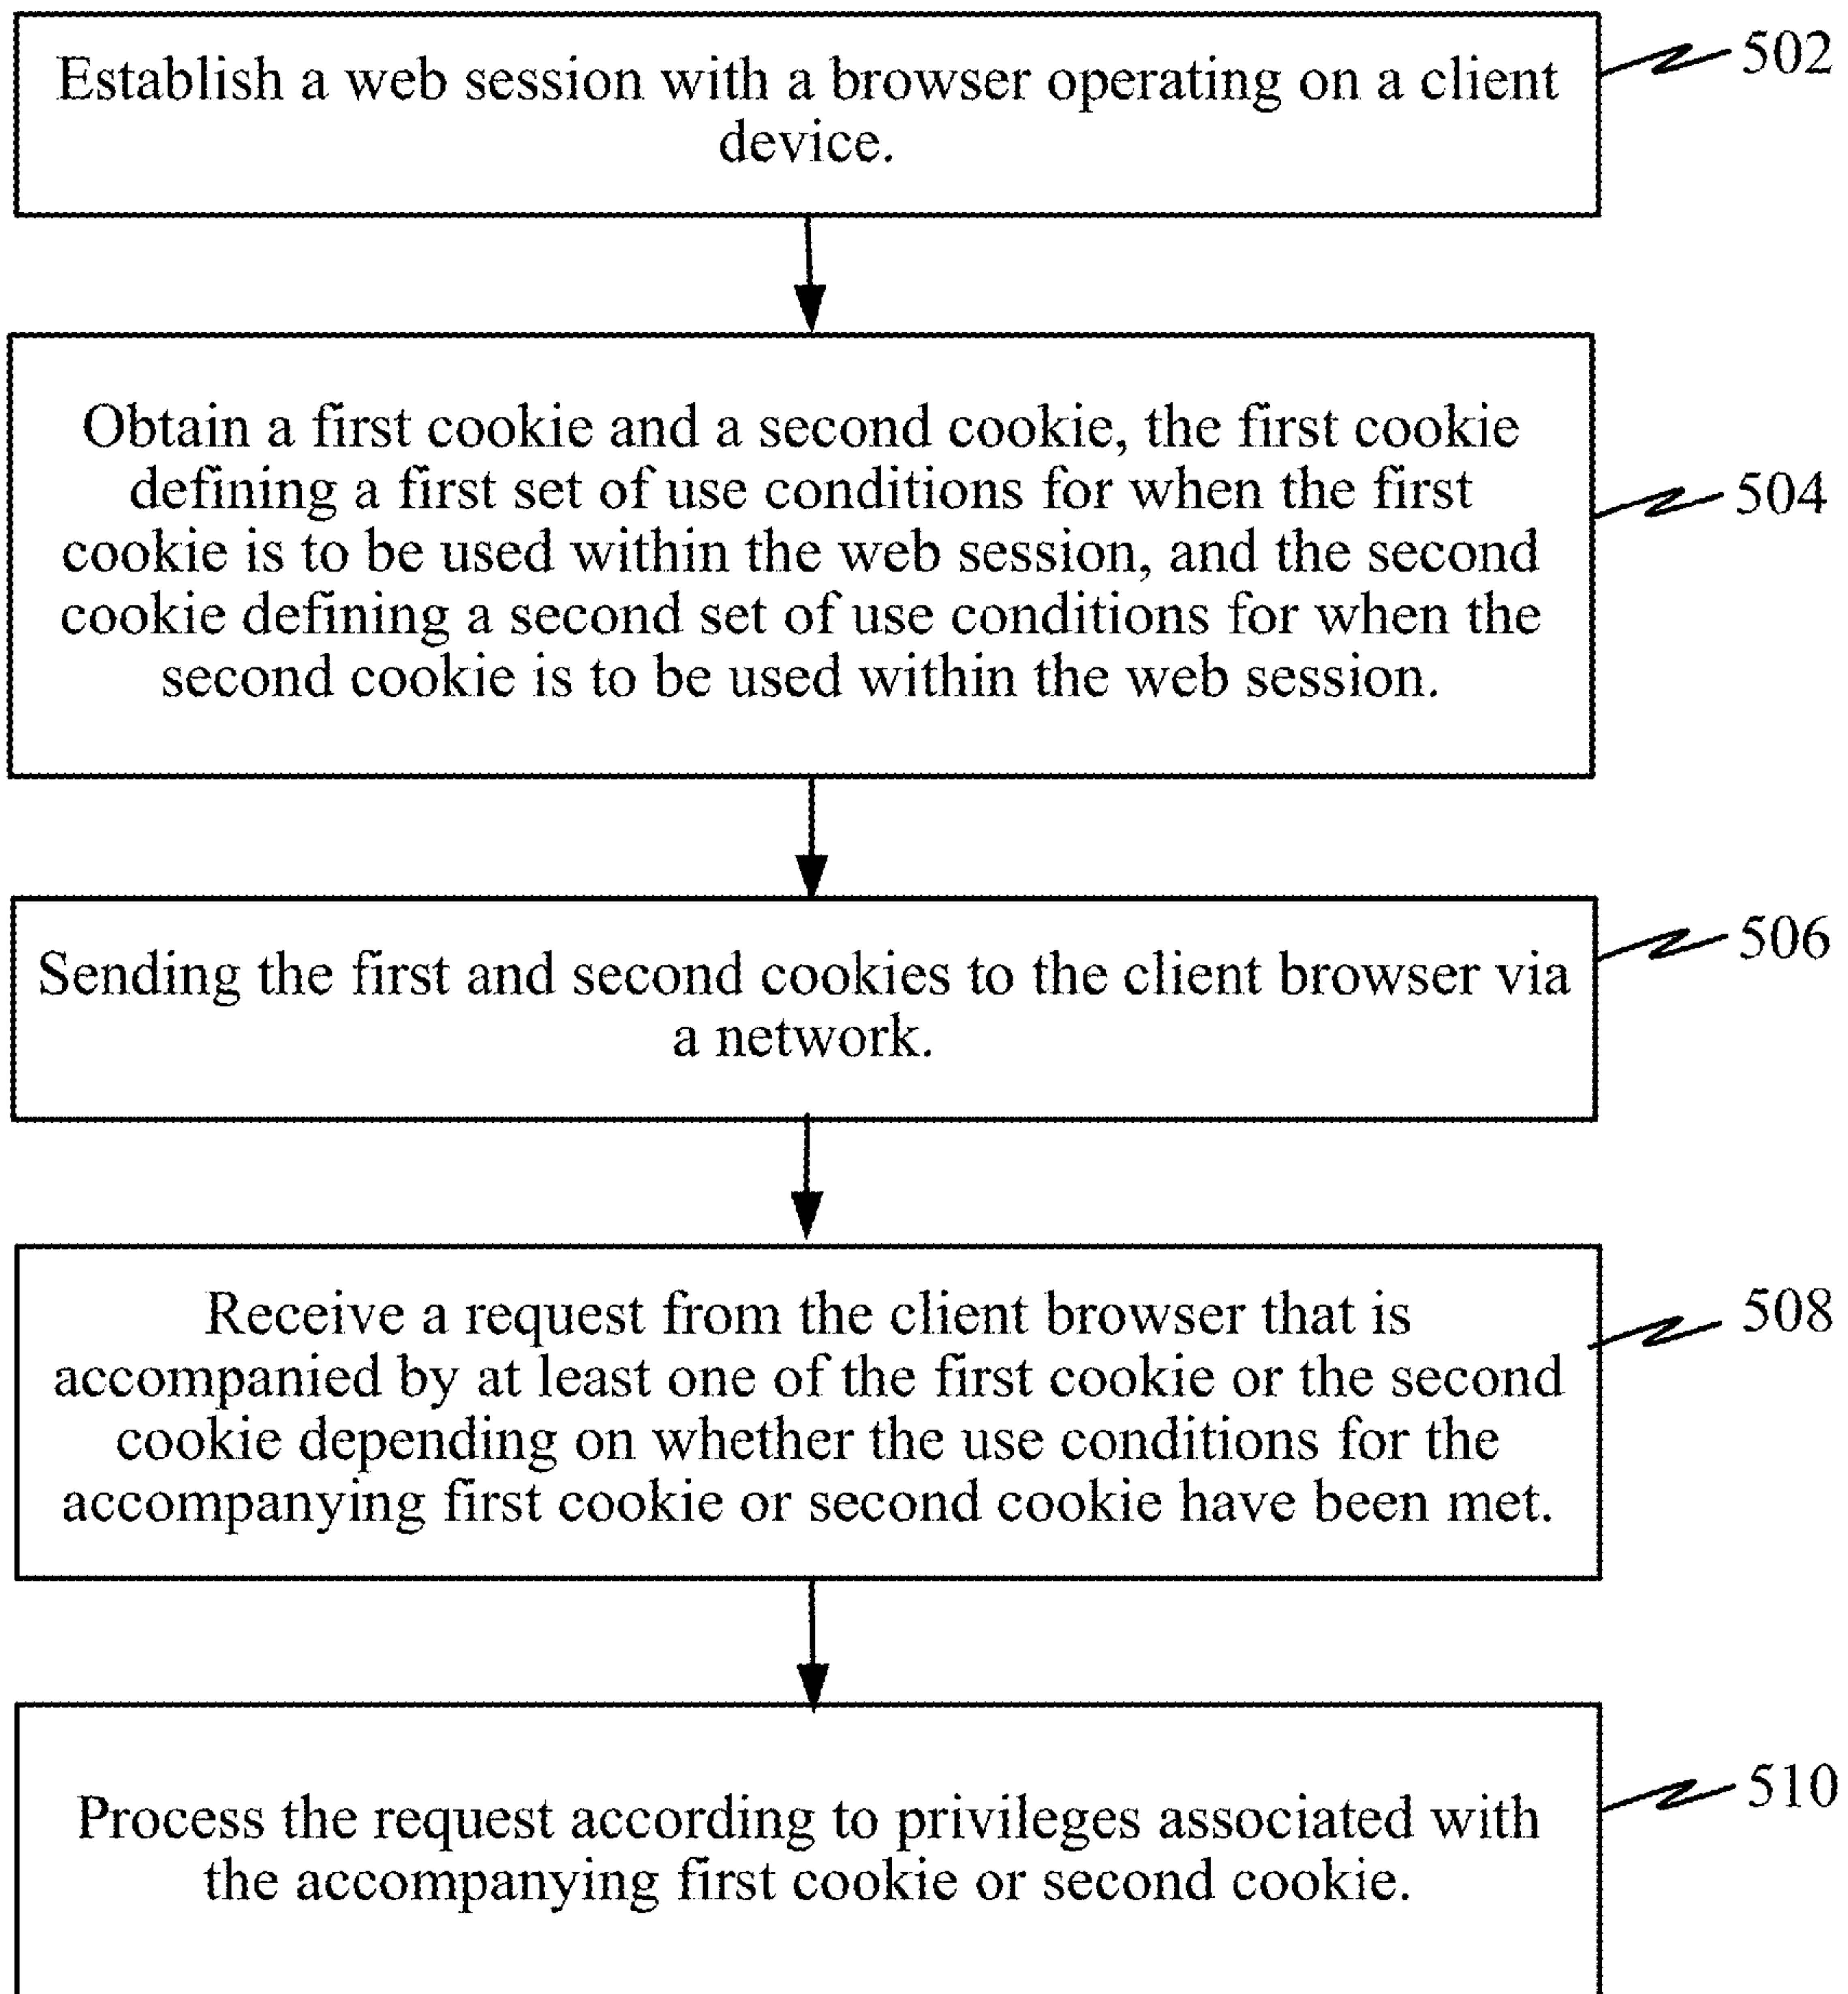 Establish a web session with a browser operating on a client
device.
502
Obtain a first cookie and a second cookie, the first cookie
defining a first set of use conditions for when the first
cookie is to be used within the web session, and the second
cookie defining a second set of use conditions for when the
second cookie is to be used within the web session.
504
Sending the first and second cookies to the client browser via
a network.
506
Receive a request from the client browser that is
accompanied by at least one of the first cookie or the second
cookie depending on whether the use conditions for the
accompanying first cookie or second cookie have been met.
508
Process the request according to privileges associated with
the accompanying first cookie or second cookie.
510